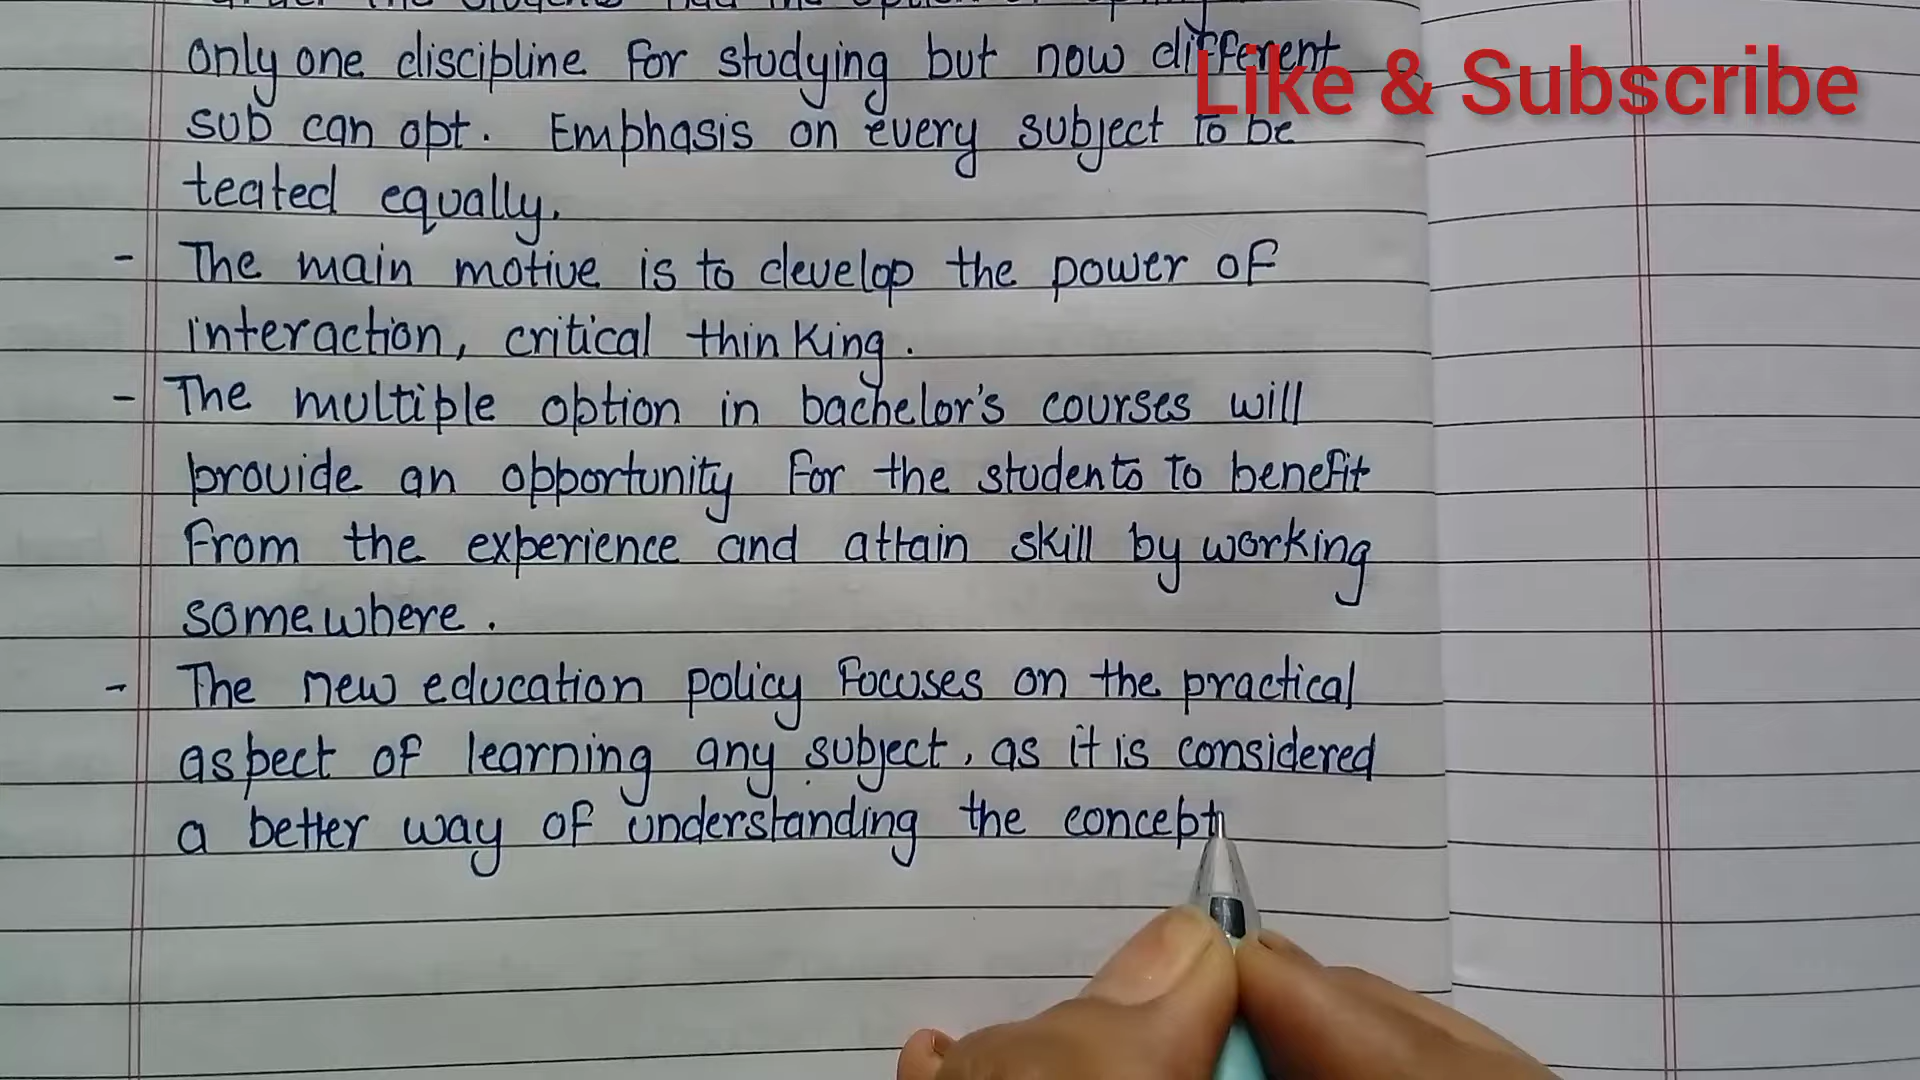 only one discipline for studying but now different
Like & Subscribe
sub can opt. Emphasis on every subject to be
teated equally.
- The main motive is to develop the power of
interaction, critical thinking.
- The multiple option in bachelor's courses will
provide an opportunity for the students to benefit
from the experience and attain skill by working
somewhere.
- The new education policy focuses on the practical
aspect of learning any subject, as it is considered
a better way of understanding the concept